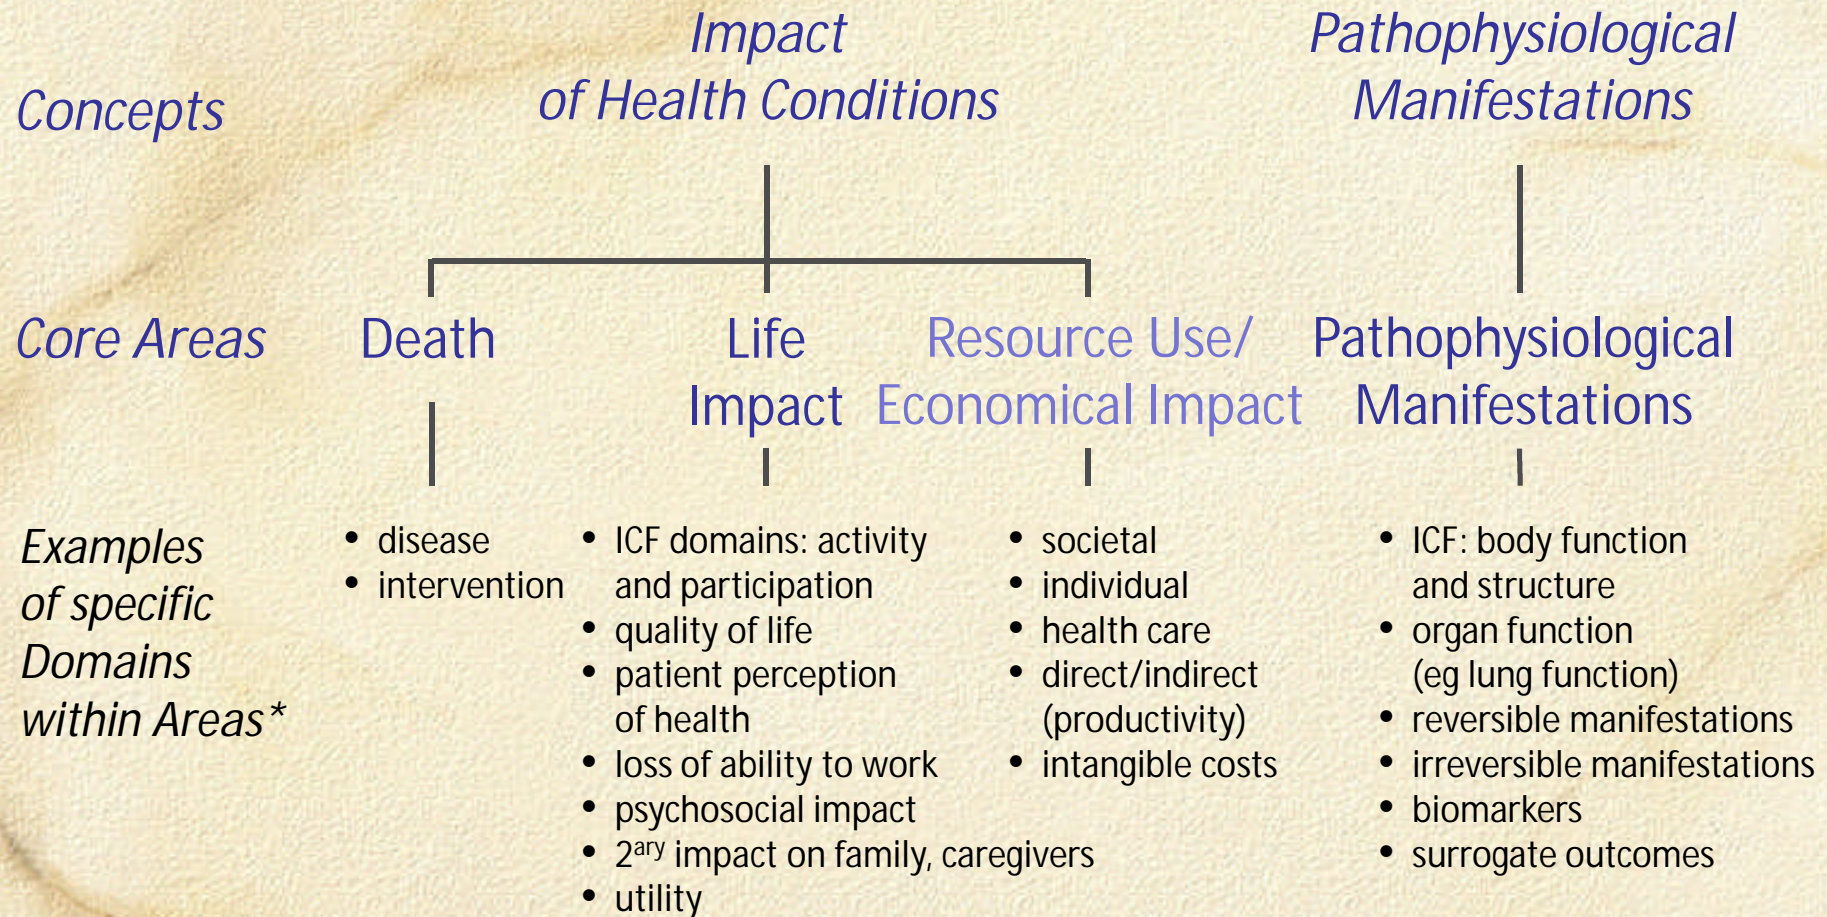 Concepts
Impact
of Health Conditions
Pathophysiological
Manifestations
Core Areas
Death
Life
Impact
Resource Use/
Economical Impact
Pathophysiological
Manifestations
Examples
of specific
Domains
within Areas*
• disease
• intervention
• ICF domains: activity
and participation
• quality of life
• patient perception
of health
• loss of ability to work
• psychosocial impact
• 2ary impact on family, caregivers
• utility
• societal
• individual
• health care
• direct/indirect
(productivity)
• intangible costs
• ICF: body function
and structure
• organ function
(eg lung function)
• reversible manifestations
• irreversible manifestations
• biomarkers
• surrogate outcomes